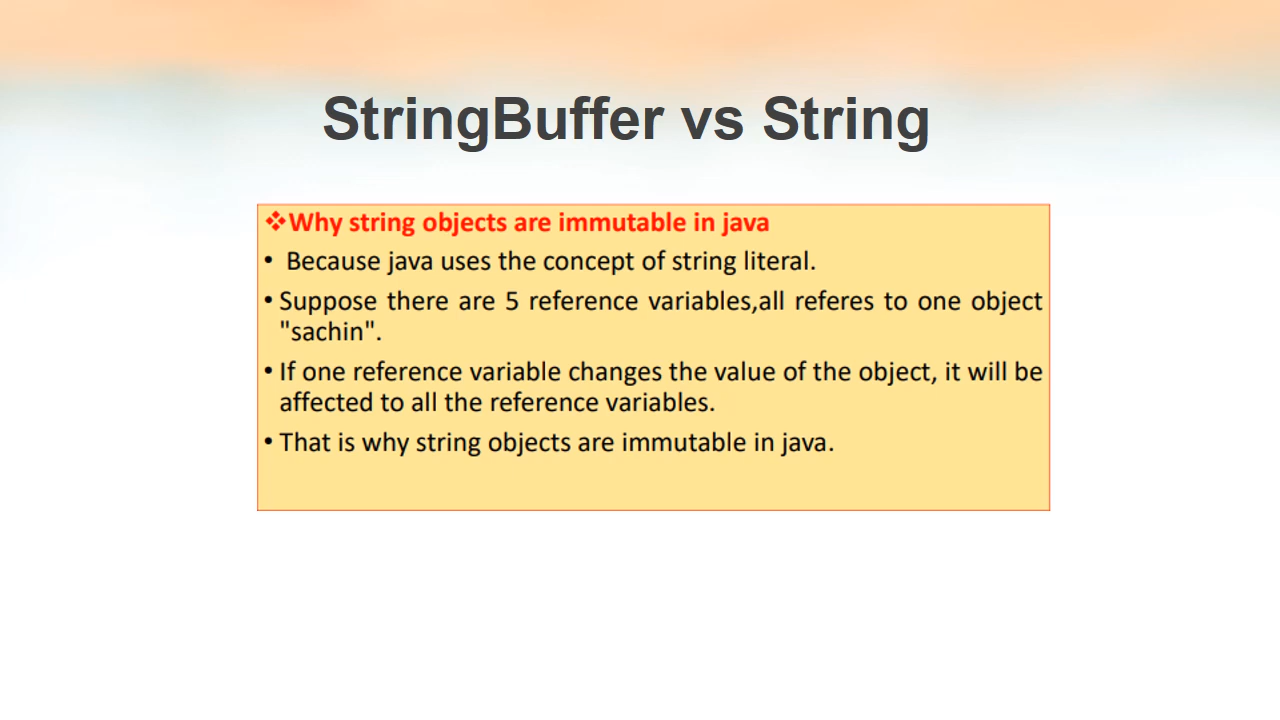 StringBuffer vs String
❖Why string objects are immutable in java
• Because java uses the concept of string literal.
• Suppose there are 5 reference variables,all referes to one object
"sachin".
• If one reference variable changes the value of the object, it will be
affected to all the reference variables.
• That is why string objects are immutable in java.